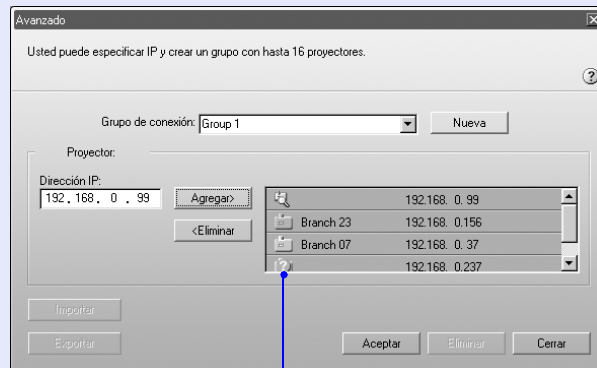 Avanzado
Usted puede especificar IP y crear un grupo con hasta 16 proyectores.
Grupo de conexión: Group 1
Nueva
Proyector:
Dirección IP:
192.168. 0 . 99
Agregar>
<Eliminar
192.168. 0. 99
Branch 23 192.168. 0.156
Branch 07 192.168. 0. 37
192.168. 0.237
Importar
Exportar
Aceptar
Eliminar
Cerrar